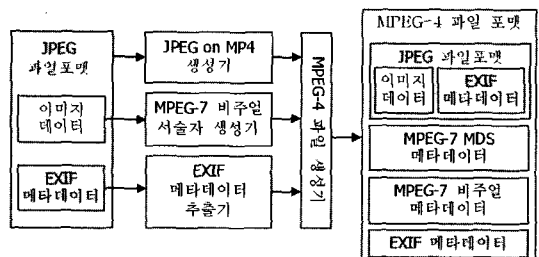 JPEG
파일포맷
이미지
데이터
EXIF
메타데이터
JPEG on MP4
생성기
MPEG-7 비주얼
서술자 생성기
EXIF
메타데이터
추출기
MPEG-4 파일 생성기
MPEG-4 파일 포맷
JPEG 파일포맷
이미지
데이터
EXIF
메타데이터
MPEG-7 MDS
메타데이터
MPEG-7 비주얼
메타데이터
EXIF 메타데이터